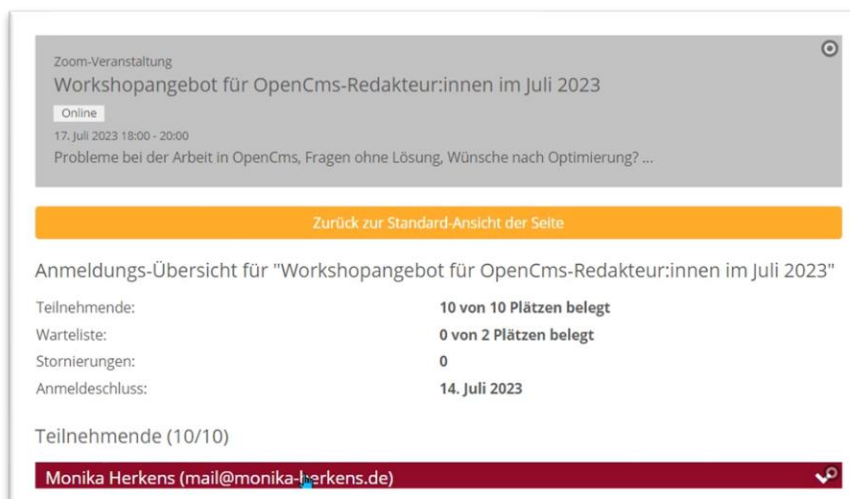 Zoom-Veranstaltung
Workshopangebot für OpenCms-Redakteur:innen im Juli 2023
Online
17. Juli 2023 18:00 - 20:00
Probleme bei der Arbeit in OpenCms, Fragen ohne Lösung, Wünsche nach Optimierung? ...
Zurück zur Standard-Ansicht der Seite
Anmeldungs-Übersicht für "Workshopangebot für OpenCms-Redakteur:innen im Juli 2023"
Teilnehmende: 10 von 10 Plätzen belegt
Warteliste: 0 von 2 Plätzen belegt
Stornierungen: 0
Anmeldeschluss: 14. Juli 2023
Teilnehmende (10/10)
Monika Herkens (mail@monika-herkens.de)